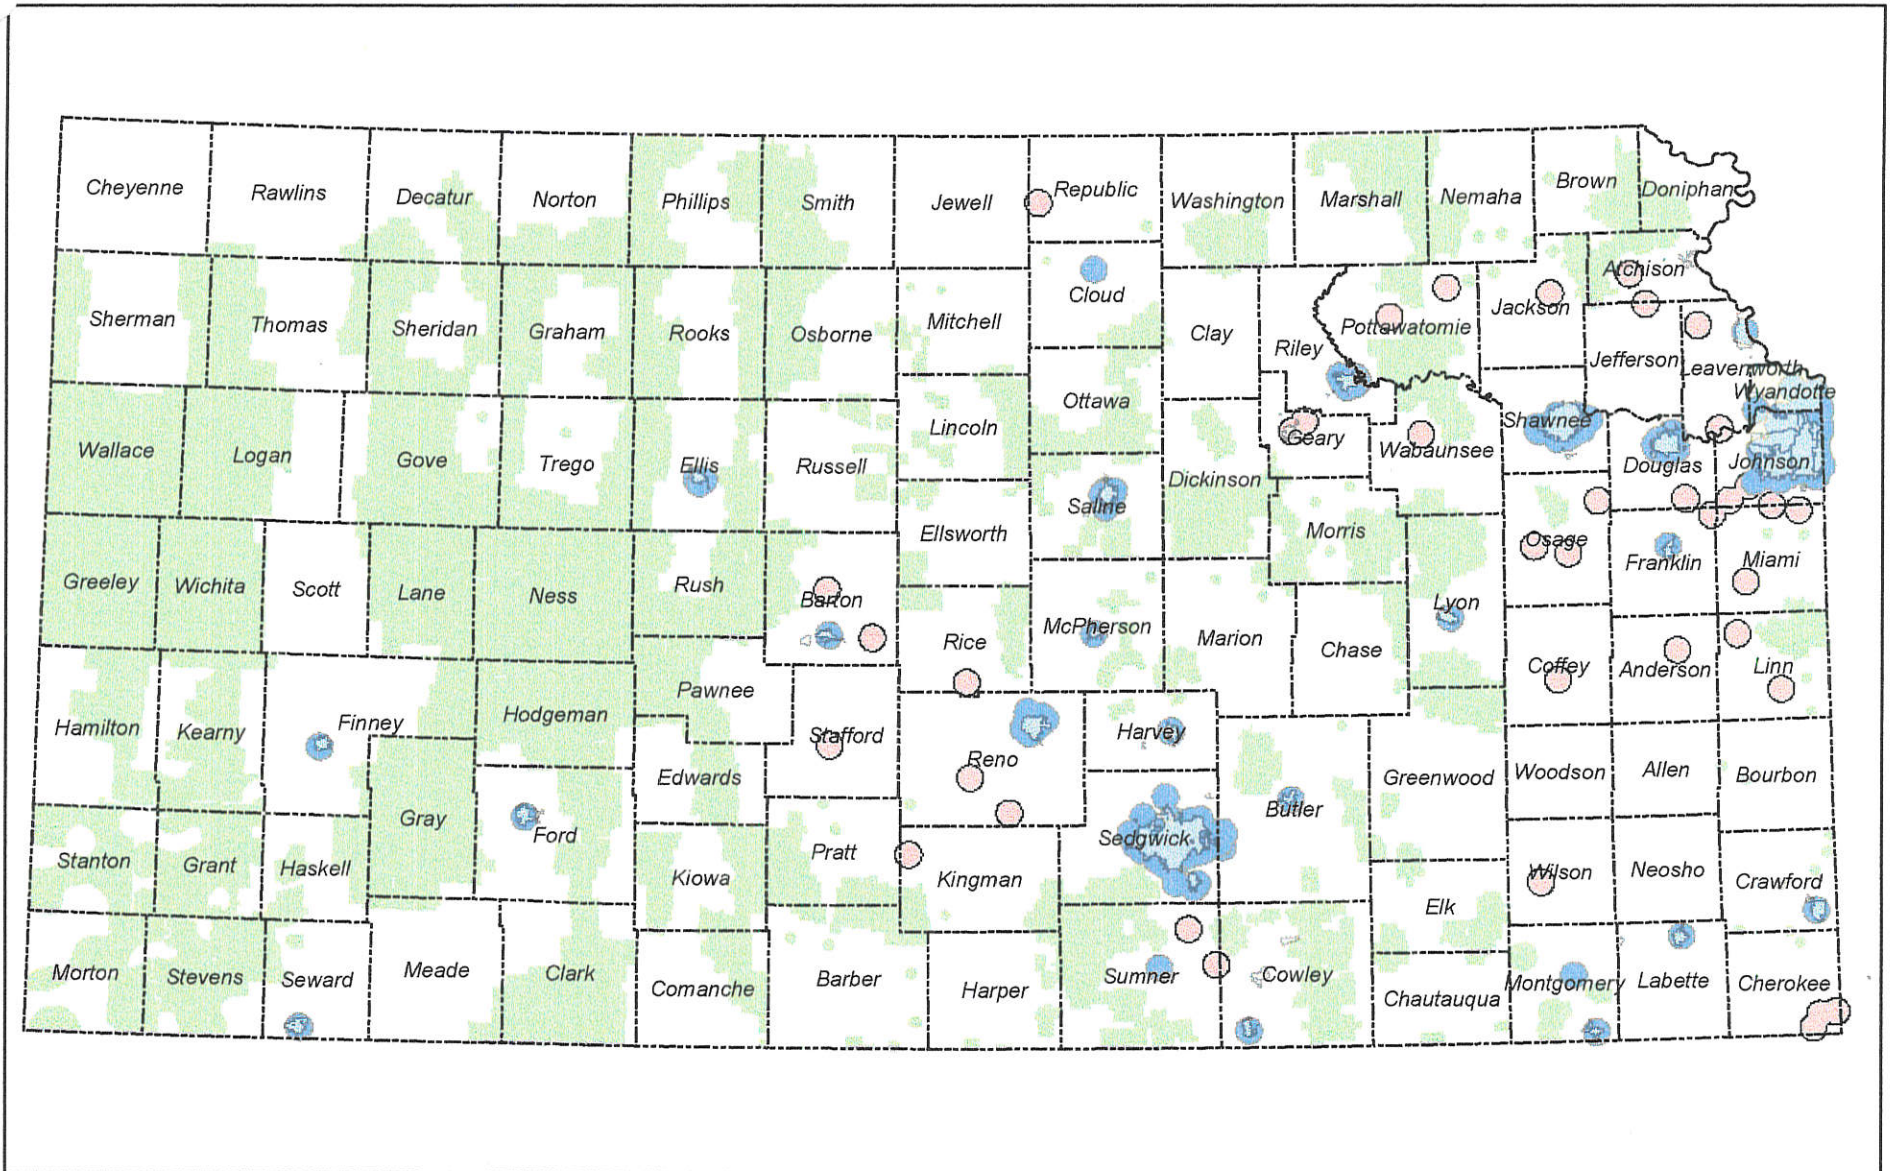 Cheyenne
Rawlins
Decatur
Norton
Phillips
Smith
Jewell
Republic
Washington
Marshall
Nemaha
Brown
Doniphan
Sherman
Thomas
Sheridan
Graham
Rooks
Osborne
Mitchell
Cloud
Clay
Riley
Pottawatomie
Jackson
Atchison
Jefferson
Leavenworth
Wyandotte
Wallace
Logan
Gove
Trego
Ellis
Russell
Lincoln
Ottawa
Saline
Dickinson
Geary
Wabaunsee
Shawnee
Douglas
Johnson
Greeley
Wichita
Scott
Lane
Ness
Rush
Barton
Ellsworth
Rice
McPherson
Marion
Morris
Chase
Lyon
Osage
Franklin
Miami
Coffey
Anderson
Linn
Hamilton
Kearny
Finney
Hodgeman
Pawnee
Stafford
Edwards
Reno
Harvey
Sedgwick
Butler
Greenwood
Woodson
Allen
Bourbon
Stanton
Grant
Haskell
Gray
Ford
Kiowa
Pratt
Kingman
Elk
Wilson
Neosho
Crawford
Morton
Stevens
Seward
Meade
Clark
Comanche
Barber
Harper
Sumner
Cowley
Chautauqua
Montgomery
Labette
Cherokee